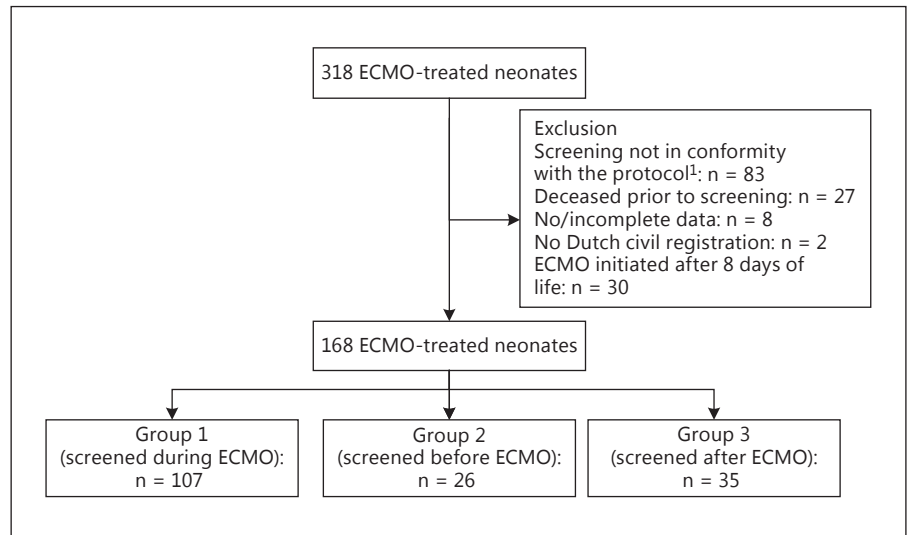 318 ECMO-treated neonates
Exclusion
Screening not in conformity
with the protocol¹: n = 83
Deceased prior to screening: n = 27
No/incomplete data: n = 8
No Dutch civil registration: n = 2
ECMO initiated after 8 days of
life: n = 30
168 ECMO-treated neonates
Group 1
(screened during ECMO):
n = 107
Group 2
(screened before ECMO):
n = 26
Group 3
(screened after ECMO):
n = 35